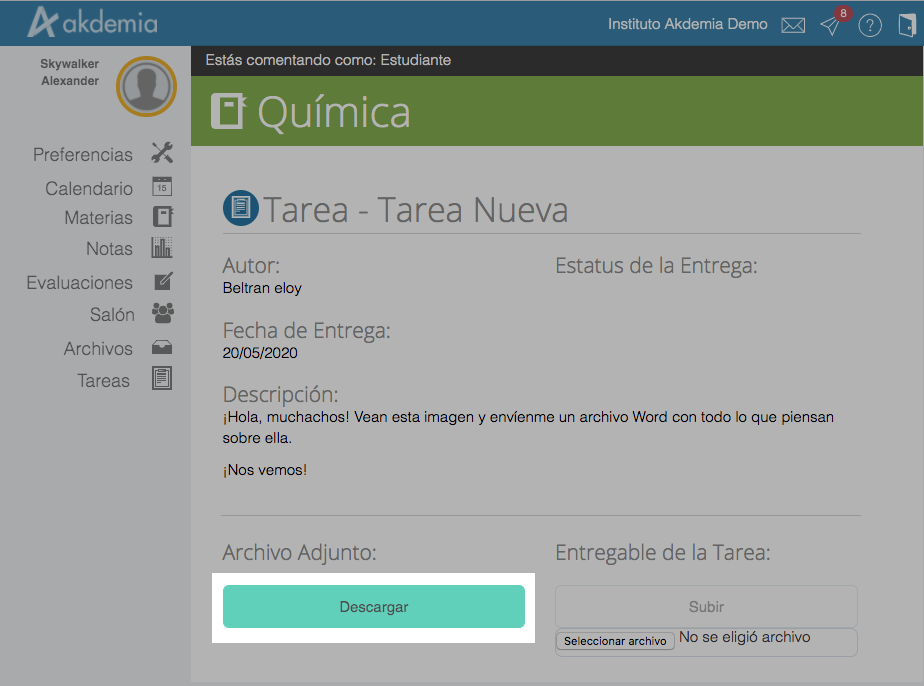 akdemia
Instituto Akdemia Demo
8
Skywalker
Alexander
Estás comentando como: Estudiante
Química
Preferencias
Calendario
15
Materias
Notas
Evaluaciones
Salón
Archivos
Tareas
Tarea - Tarea Nueva
Autor:
Beltran eloy
Estatus de la Entrega:
Fecha de Entrega:
20/05/2020
Descripción:
¡Hola, muchachos! Vean esta imagen y envíenme un archivo Word con todo lo que piensan
sobre ella.
¡Nos vemos!
Archivo Adjunto:
Descargar
Entregable de la Tarea:
Subir
Seleccionar archivo No se eligió archivo